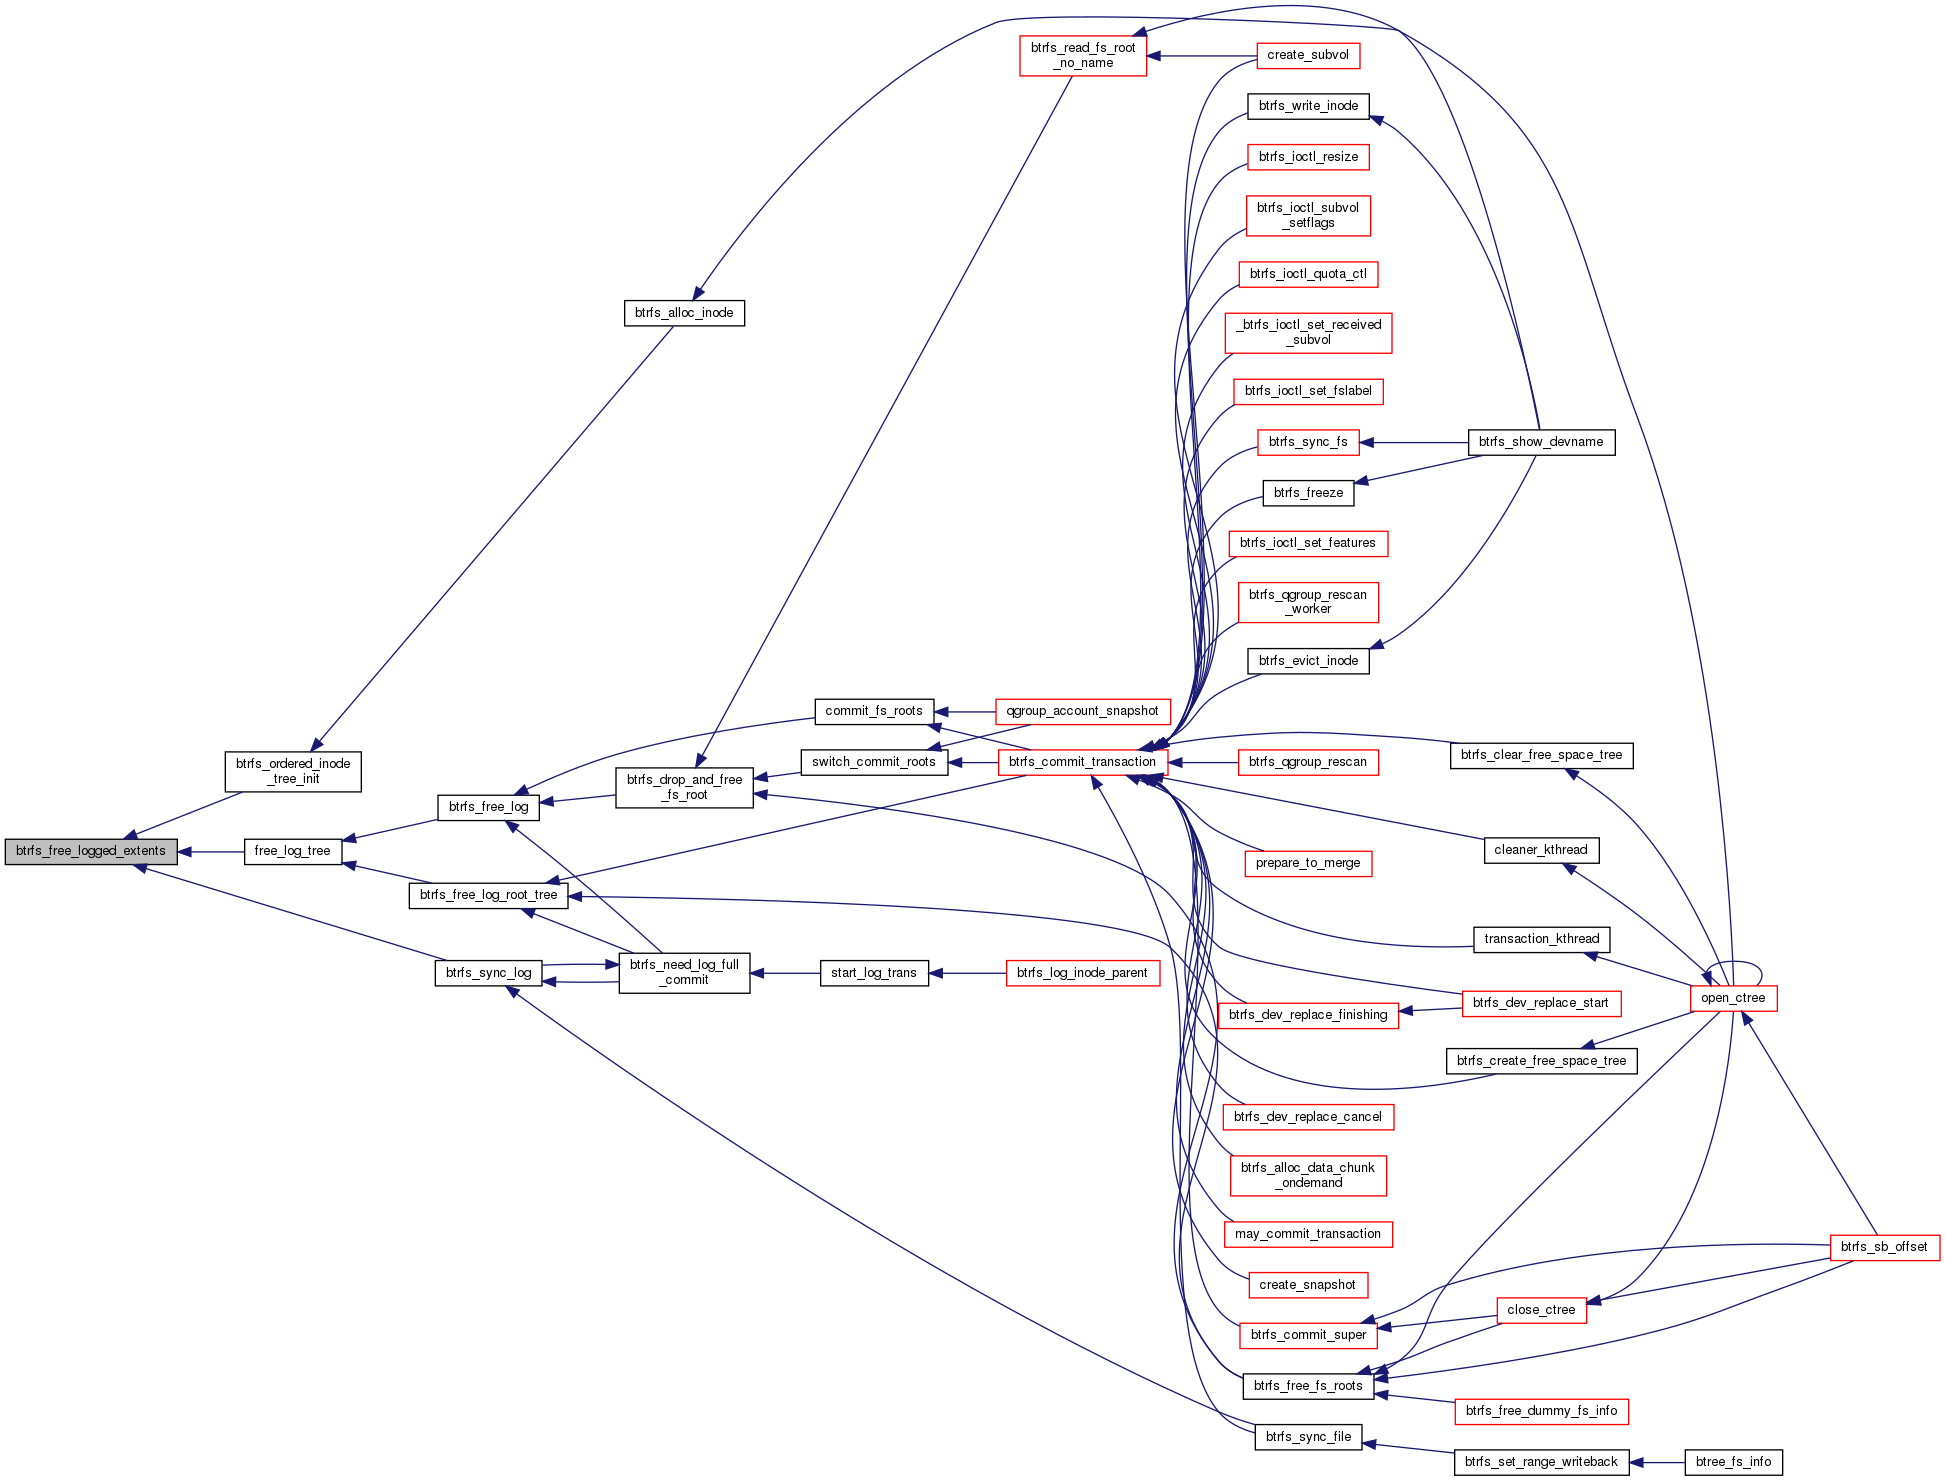 btrfs_read_fs_root
_no_name
create_subvol
btrfs_write_inode
btrfs_ioctl_resize
btrfs_ioctl_subvol
_setflags
btrfs_ioctl_quota_ctl
btrfs_alloc_inode
_btrfs_ioctl_set_received
_subvol
btrfs_ioctl_set_fslabel
btrfs_sync_fs
btrfs_show_devname
btrfs_freeze
btrfs_ioctl_set_features
btrfs_qgroup_rescan
_worker
btrfs_evict_inode
commit_fs_roots
qgroup_account_snapshot
btrfs_ordered_inode
_tree_init
switch_commit_roots
btrfs_commit_transaction
btrfs_qgroup_rescan
btrfs_clear_free_space_tree
btrfs_drop_and_free
_fs_root
btrfs_free_log
btrfs_free_logged_extents
free_log_tree
prepare_to_merge
cleaner_kthread
btrfs_free_log_root_tree
transaction_kthread
btrfs_sync_log
btrfs_need_log_full
_commit
start_log_trans
btrfs_log_inode_parent
btrfs_dev_replace_finishing
btrfs_dev_replace_start
open_ctree
btrfs_create_free_space_tree
btrfs_dev_replace_cancel
btrfs_alloc_data_chunk
_ondemand
may_commit_transaction
btrfs_sb_offset
create_snapshot
close_ctree
btrfs_commit_super
btrfs_free_fs_roots
btrfs_free_dummy_fs_info
btrfs_sync_file
btrfs_set_range_writeback
btree_fs_info